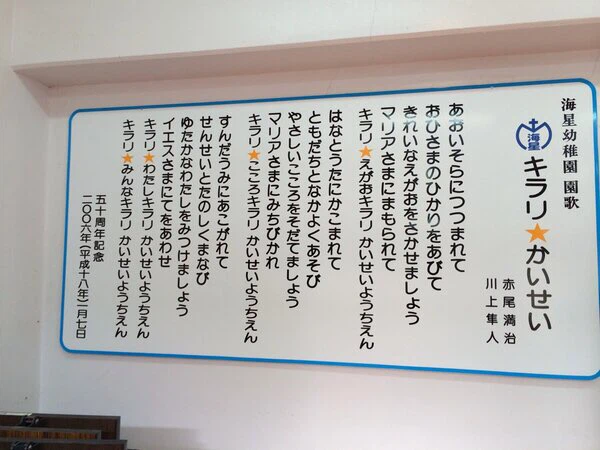 海星幼稚園 園歌
海星
キラリ★かいせい
赤尾満治
川上隼人
あおいそらにつつまれて
おひさまのひかりをあびて
きれいなえがおをさかせましょう
マリアさまにまもられて
キラリ★えがおキラリ かいせいようちえん
はなとうたにかこまれて
ともだちとなかよくあそび
やさしいこころをそだてましょう
マリアさまにみちびかれ
キラリ★こころキラリ かいせいようちえん
すんだうみにあこがれて
せんせいとたのしくまなび
ゆたかなわたしをみつけましょう
イエスさまにてをあわせ
キラリ★わたしキラリ かいせいようちえん
キラリ★みんなキラリ かいせいようちえん
五十周年記念
二〇〇六年(平成十八年)二月七日